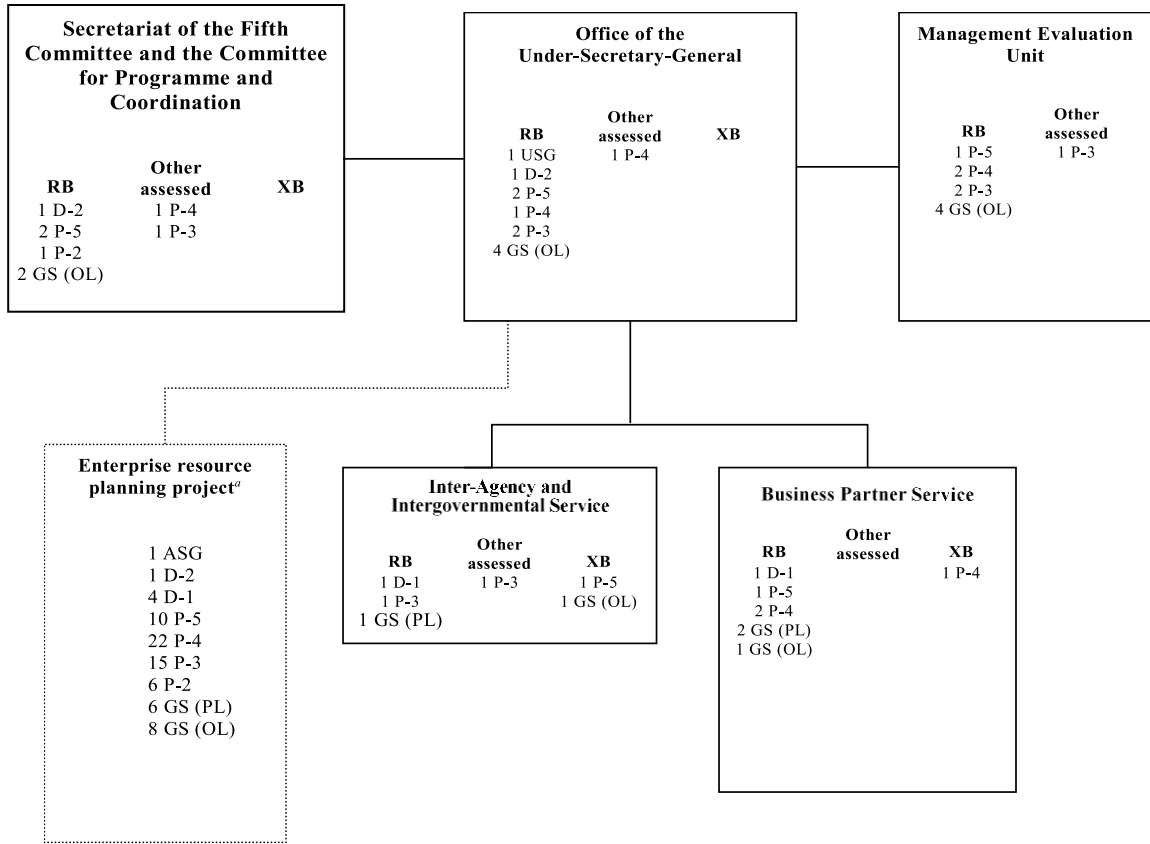 Secretariat of the Fifth
Committee and the Committee
for Programme and
Coordination
RB
Other
assessed
XB
1 D-2
1 P-4
2 P-5
1 P-3
1 P-2
2 GS (OL)
Office of the
Under-Secretary-General
RB
Other
assessed
XB
1 USG
1 P-4
1 D-2
2 P-5
1 P-4
2 P-3
4 GS (OL)
Management Evaluation
Unit
RB
Other
assessed
1 P-5
1 P-3
2 P-4
2 P-3
4 GS (OL)
Enterprise resource
planning projectª
1 ASG
1 D-2
4 D-1
10 P-5
22 P-4
15 P-3
6 P-2
6 GS (PL)
8 GS (OL)
Inter-Agency and
Intergovernmental Service
RB
Other
assessed
XB
1 D-1
1 P-3
1 P-5
1 P-3
1 GS (OL)
1 GS (PL)
Business Partner Service
RB
Other
assessed
XB
1 D-1
1 P-4
1 P-5
2 P-4
2 GS (PL)
1 GS (OL)